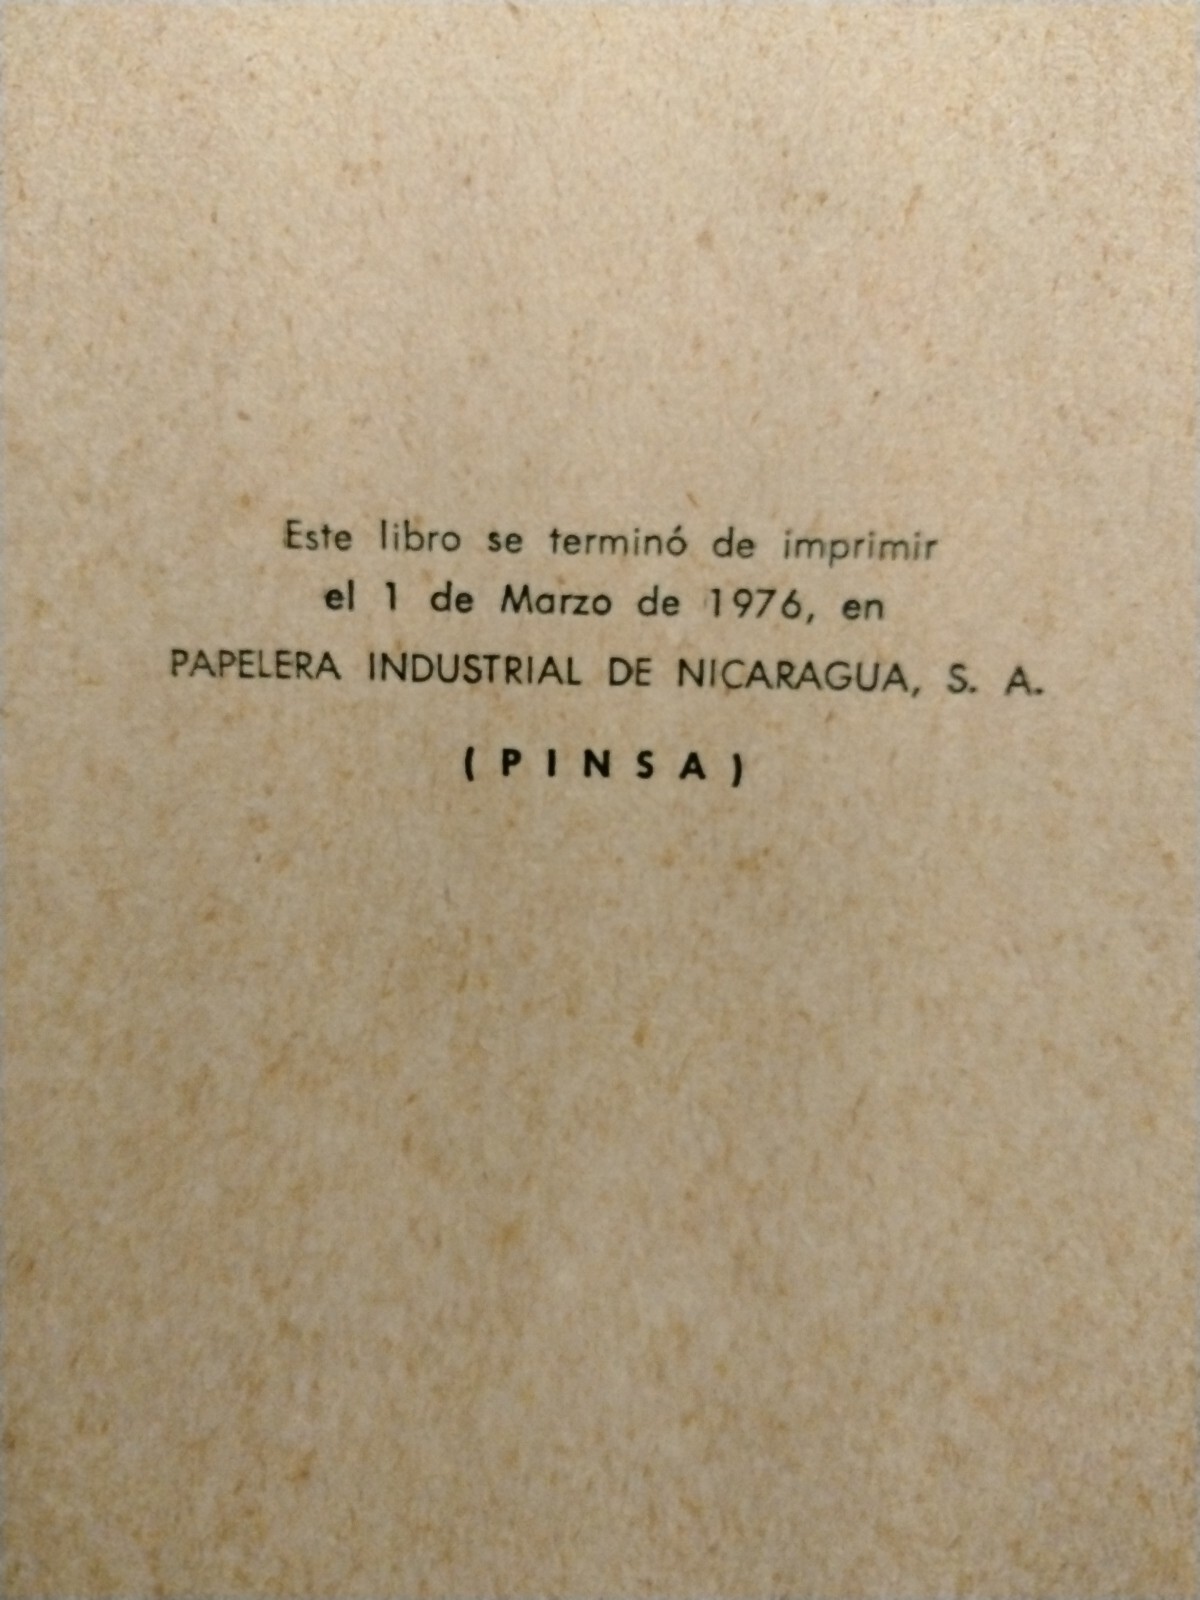 Este libro se terminó de imprimir
el 1 de Marzo de 1976, en
PAPELERA INDUSTRIAL DE NICARAGUA, S. A.
( P I N S A )